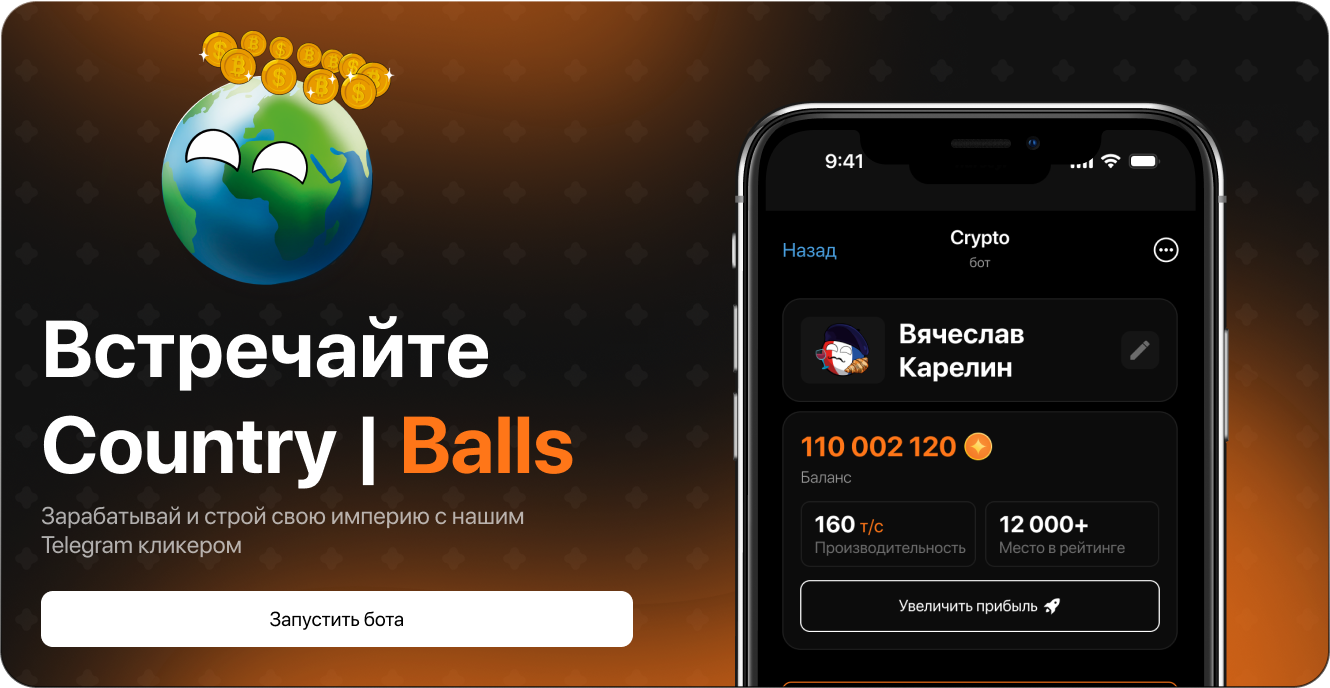 Встречайте
Country | Balls
Зарабатывай и строй свою империю с нашим
Telegram кликером
Запустить бота
9:41
Назад
Crypto
бот
Вячеслав
Карелин
110 002 120
Баланс
160 т/с
Производительность
12 000+
Место в рейтинге
Увеличить прибыль